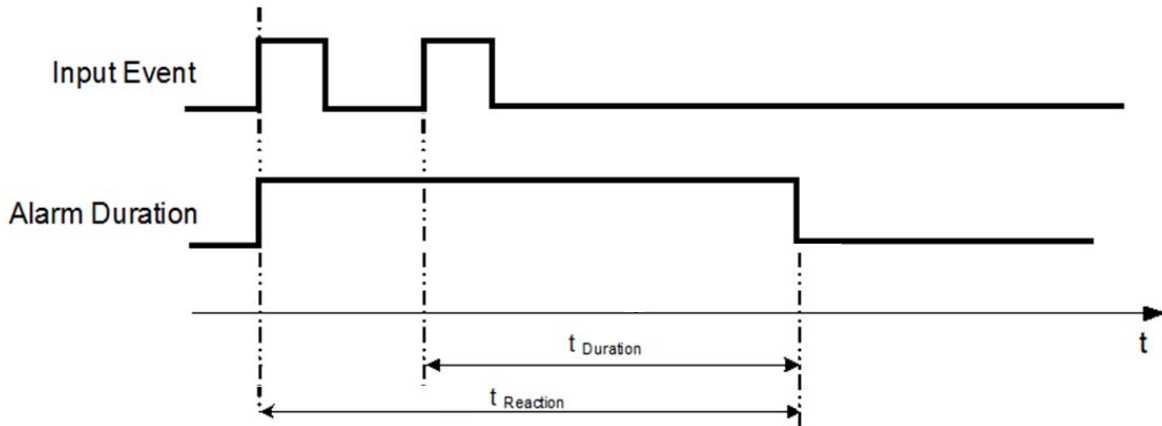 Input Event
Alarm Duration
t
t Duration
t Reaction